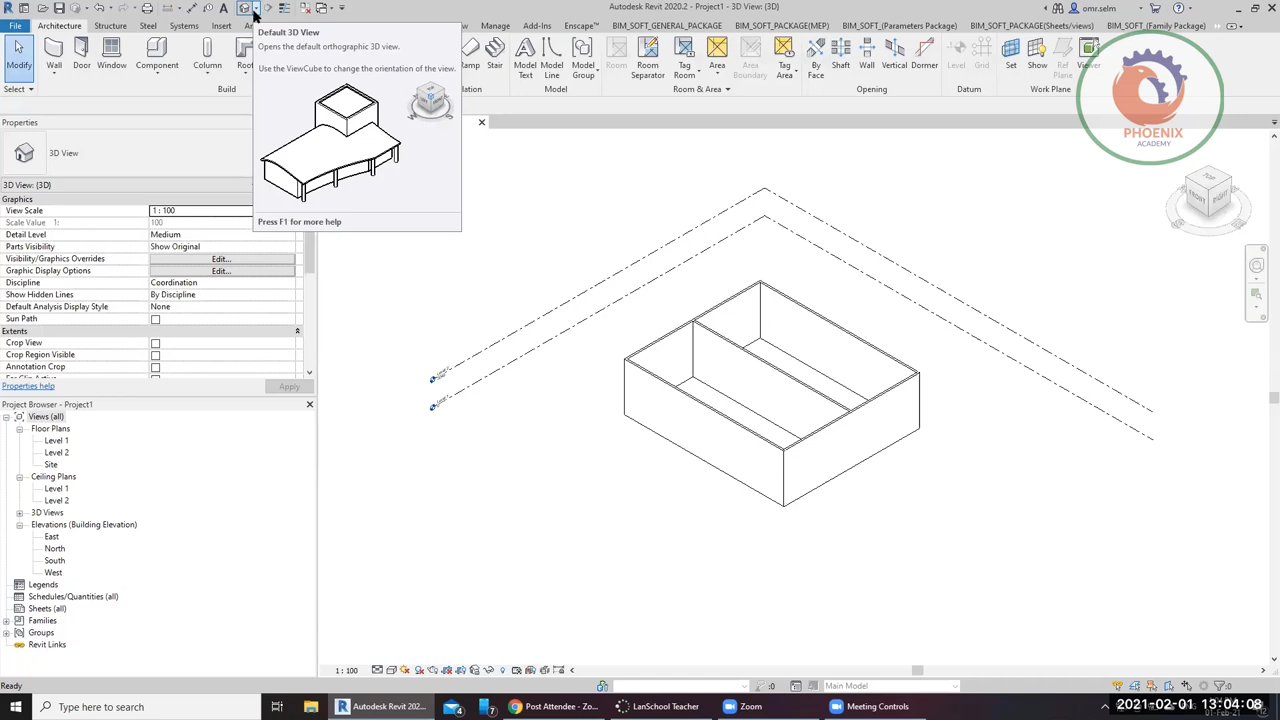 Autodesk Revit 2020.2 - Project1 - 3D View: {3D}
omr.selm
File
Architecture
Structure
Steel
Systems
Insert
Manage
Add-Ins
Enscape™
BIM_SOFT_GENERAL_PACKAGE
BIM_SOFT_PACKAGE(MEP)
BIM_SOFT_(Parameters Package)
BIM_SOFT_PACKAGE(Sheets/views)
BIM_SOFT_(Family Package)
Modify
Wall
Door
Window
Component
Column
Stair
Model Text
Model Group
Room
Room Separator
Tag Room
Area
Area Boundary
Tag Area
By Face
Shaft
Wall
Vertical
Dormer
Level
Grid
Set
Show
Ref Plane
Viewer
Select
Build
Model
Room & Area
Opening
Datum
Work Plane
Default 3D View
Opens the default orthographic 3D view.
Use the ViewCube to change the orientation of the view.
Press F1 for more help
PHOENIX
ACADEMY
TOP
FRONT
RIGHT
Properties
3D View
3D View: {3D}
Graphics
View Scale 1 : 100
Scale Value 1: 100
Detail Level Medium
Parts Visibility Show Original
Visibility/Graphics Overrides Edit...
Graphic Display Options Edit...
Discipline Coordination
Show Hidden Lines By Discipline
Default Analysis Display Style None
Sun Path
Extents
Crop View
Crop Region Visible
Annotation Crop
Properties help
Apply
Project Browser - Project1
Views (all)
Floor Plans
Level 1
Level 2
Site
Ceiling Plans
Level 1
Level 2
3D Views
Elevations (Building Elevation)
East
North
South
West
Legends
Schedules/Quantities (all)
Sheets (all)
Families
Groups
Revit Links
1 : 100
Ready
:0
Main Model
:0
Type here to search
Autodesk Revit 202...
4
7
Post Attendee - Zo...
LanSchool Teacher
Zoom
Meeting Controls
2021-02-01 13:04:08